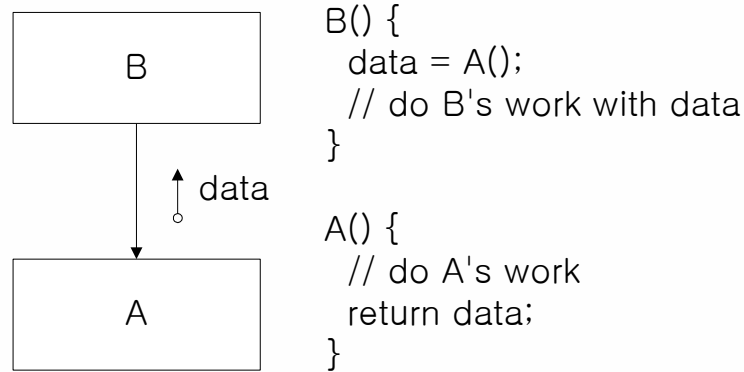 B
data
A
B() {
data = A();
// do B's work with data
}
A() {
// do A's work
return data;
}